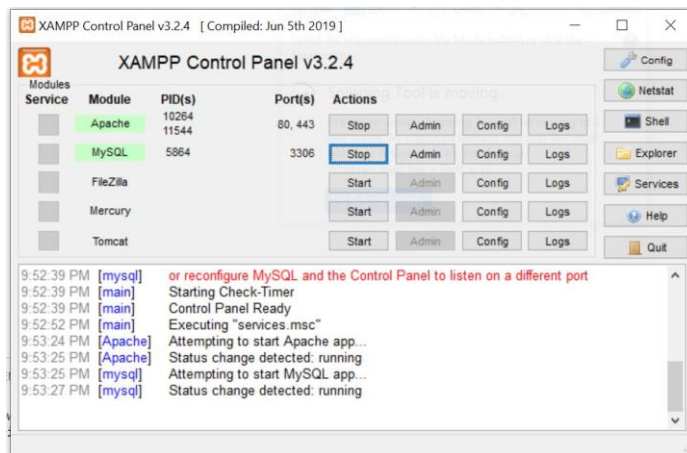 XAMPP Control Panel v3.2.4 [ Compiled: Jun 5th 2019 ]
XAMPP Control Panel v3.2.4
Config
Modules
Service Module PID(s) Port(s) Actions
Netstat
Apache 10264 11544 80, 443 Stop Admin Config Logs
Shell
MySQL 5864 3306 Stop Admin Config Logs
Explorer
FileZilla Start Admin Config Logs
Services
Mercury Start Admin Config Logs
Help
Tomcat Start Admin Config Logs
Quit
9:52:39 PM [mysql] or reconfigure MySQL and the Control Panel to listen on a different port
9:52:39 PM [main] Starting Check-Timer
9:52:39 PM [main] Control Panel Ready
9:52:52 PM [main] Executing "services.msc"
9:53:24 PM [Apache] Attempting to start Apache app...
9:53:25 PM [Apache] Status change detected: running
9:53:25 PM [mysql] Attempting to start MySQL app...
9:53:27 PM [mysql] Status change detected: running